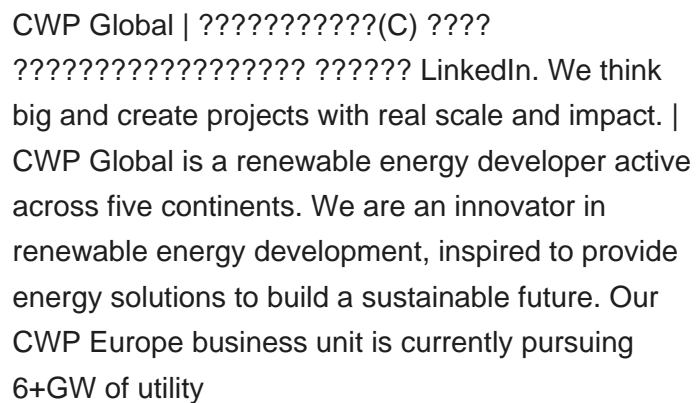 CWP Global | ???????????(C) ????
?????????????????? ?????? LinkedIn. We think
big and create projects with real scale and impact. |
CWP Global is a renewable energy developer active
across five continents. We are an innovator in
renewable energy development, inspired to provide
energy solutions to build a sustainable future. Our
CWP Europe business unit is currently pursuing
6+GW of utility